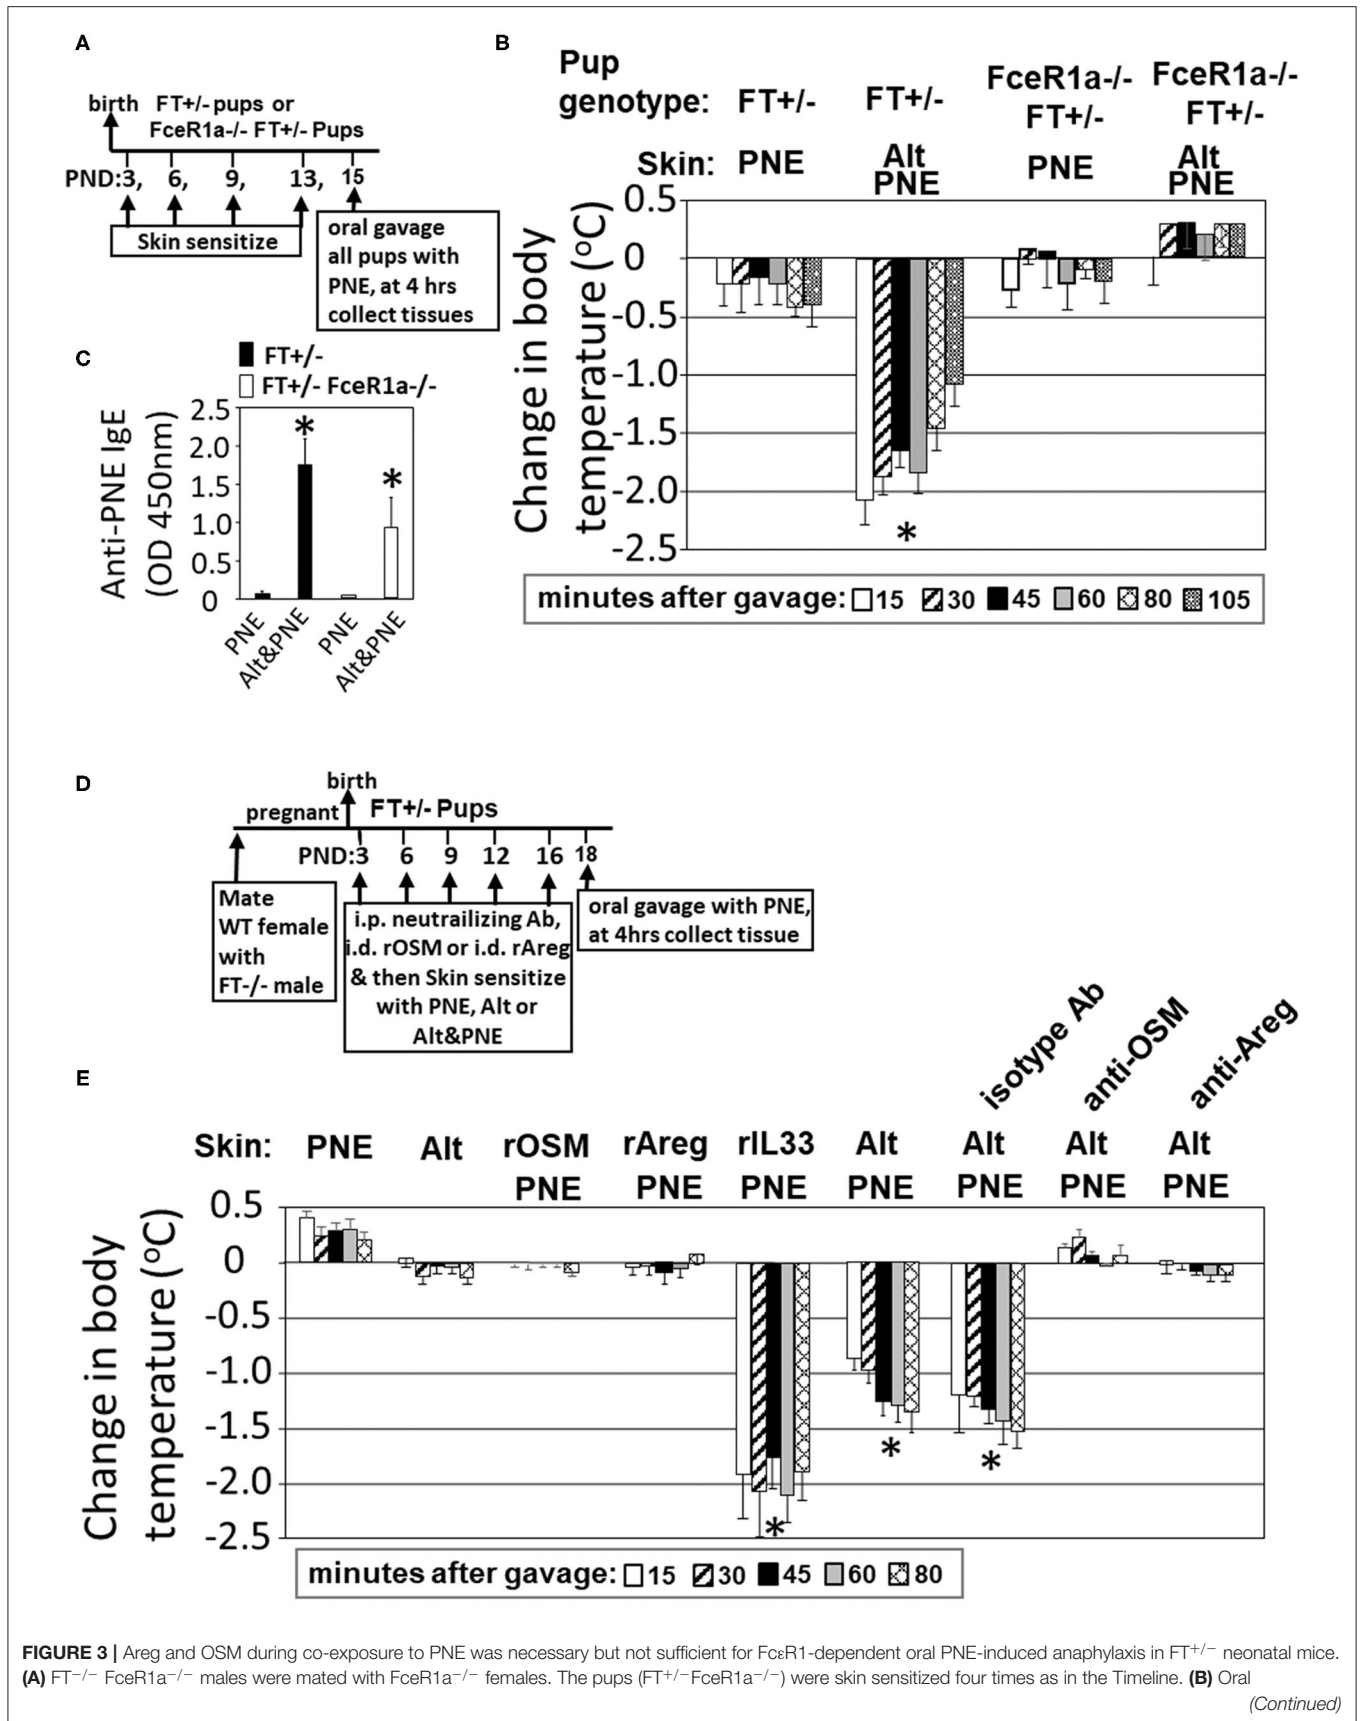 A
birth FT+/- pups or
FceR1a-/- FT+/- Pups
PND:3, 6, 9, 13, 15
Skin sensitize
oral gavage
all pups with
PNE, at 4 hrs
collect tissues
B
Pup
genotype: FT+/- FT+/- FceR1a-/- FT+/- FceR1a-/- FT+/-
Skin: PNE Alt PNE PNE Alt PNE
Change in body
temperature (ºC)
0.5
0
-0.5
-1.0
-1.5
-2.0
-2.5
*
minutes after gavage: 15 30 45 60 80 105
C
FT+/-
FT+/- FceR1a-/-
Anti-PNE IgE
(OD 450nm)
2.5
2.0
1.5
1.0
0.5
0
* *
PNE Alt&PNE PNE Alt&PNE
D
birth
pregnant FT+/- Pups
PND:3 6 9 12 16 18
Mate
WT female
with
FT-/- male
i.p. neutrailizing Ab,
i.d. rOSM or i.d. rAreg
& then Skin sensitize
with PNE, Alt or
Alt&PNE
oral gavage with PNE,
at 4hrs collect tissue
E
isotype Ab anti-OSM anti-Areg
Skin: PNE Alt rOSM rAreg rIL33 Alt Alt Alt Alt
PNE PNE PNE PNE PNE PNE PNE
Change in body
temperature (ºC)
0.5
0
-0.5
-1.0
-1.5
-2.0
-2.5
* * *
minutes after gavage: 15 30 45 60 80
FIGURE 3 | Areg and OSM during co-exposure to PNE was necessary but not sufficient for FcεR1-dependent oral PNE-induced anaphylaxis in FT+/− neonatal mice.
(A) FT−/− FceR1a−/− males were mated with FceR1a−/− females. The pups (FT+/−FceR1a−/−) were skin sensitized four times as in the Timeline. (B) Oral
(Continued)